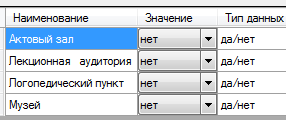 Наименование Значение Тип данных
Актовый зал нет да/нет
Лекционная аудитория нет да/нет
Логопедический пункт нет да/нет
Музей нет да/нет